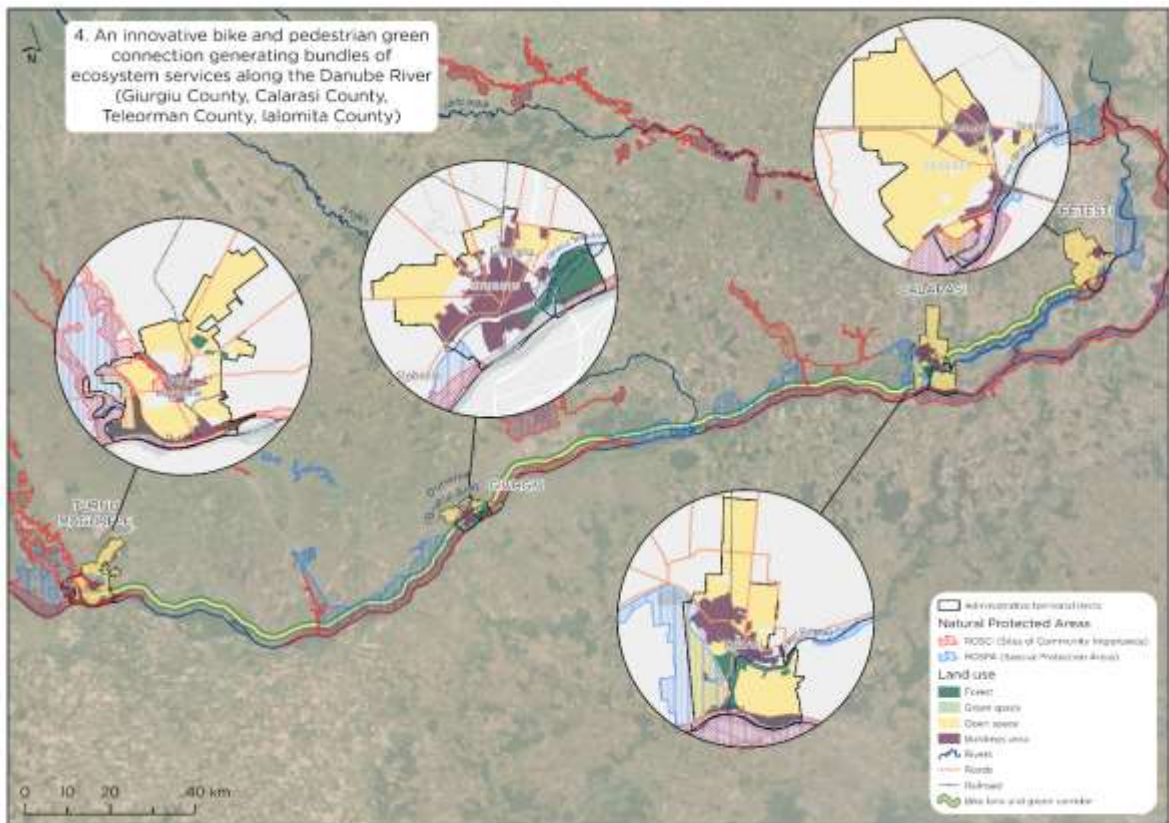 4. An innovative bike and pedestrian green
connection generating bundles of
ecosystem services along the Danube River
(Giurgiu County, Calarasi County,
Teleorman County, Ialomita County)
N
FETESTI
CALARASI
GIURGIU
TURNU
MAGURELE
Administrative territorial limits
Natural Protected Areas
ROSCI (Sites of Community Importance)
ROSPA (Special Protection Areas)
Land use
Forest
Green space
Open space
Buildings area
Rivers
Roads
Railroad
Bike lane and green corridor
0 10 20 40 km